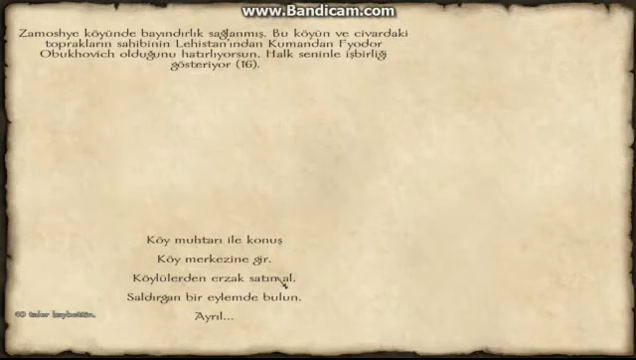 www.Bandicam.com
Zamoshye köyünde bayındırlık sağlanmış. Bu köyün ve civardaki
toprakların sahibinin Lehistan'ından Kumandan Fyodor
Obukhovich olduğunu hatırlıyorsun. Halk seninle işbirliği
gösteriyor (16).
Köy muhtarı ile konuş
Köy merkezine gir.
Köylülerden erzak satın al.
Saldırgan bir eylemde bulun.
40 taler kaybettin.
Ayrıl...